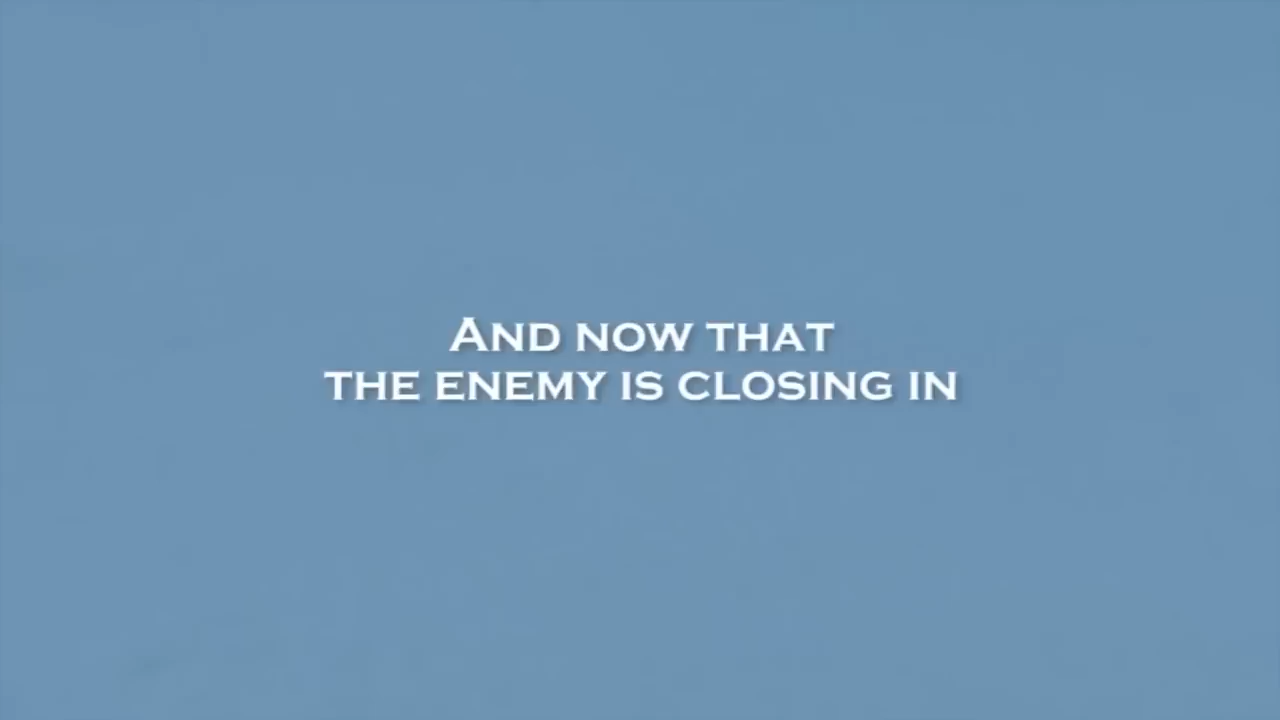 And now that
the enemy is closing in